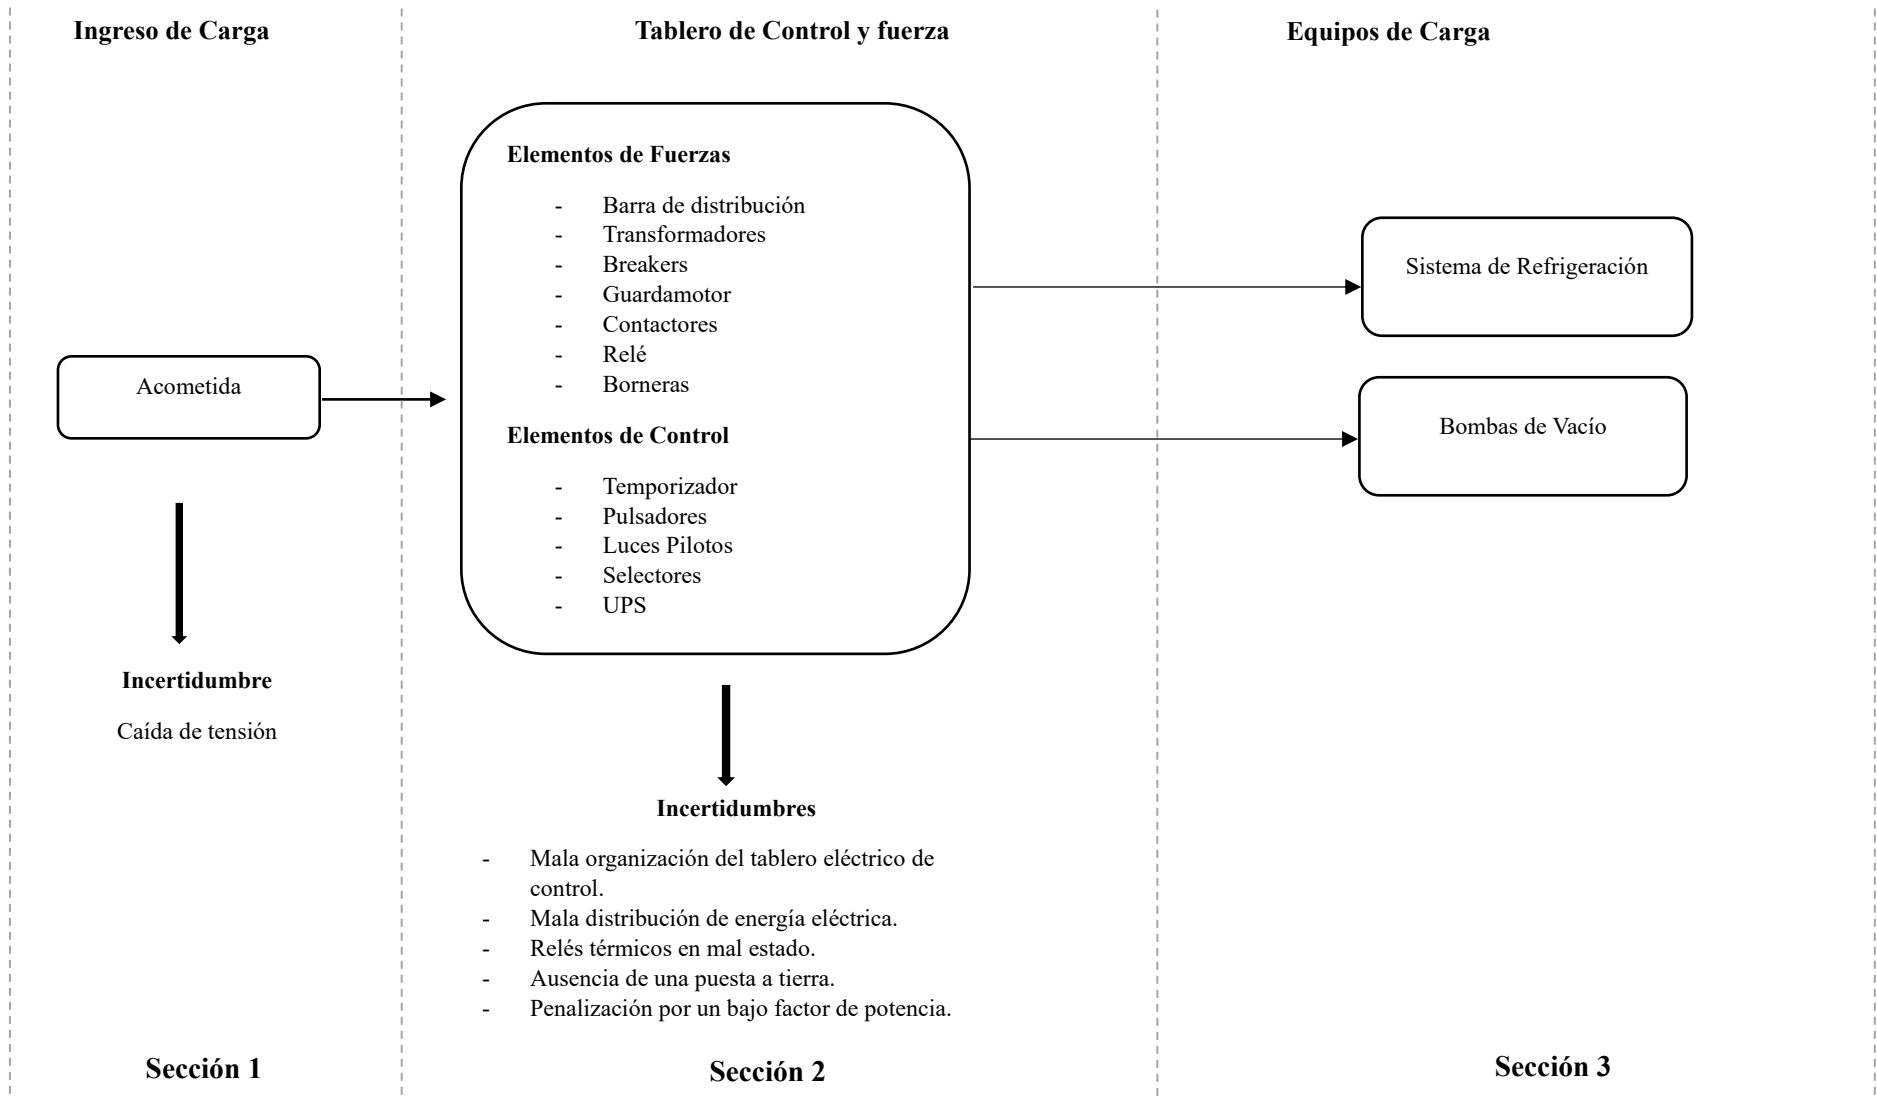 Ingreso de Carga
Tablero de Control y fuerza
Equipos de Carga
Acometida
Incertidumbre
Caída de tensión
Elementos de Fuerzas
- Barra de distribución
- Transformadores
- Breakers
- Guardamotor
- Contactores
- Relé
- Borneras
Elementos de Control
- Temporizador
- Pulsadores
- Luces Pilotos
- Selectores
- UPS
Incertidumbres
- Mala organización del tablero eléctrico de
control.
- Mala distribución de energía eléctrica.
- Relés térmicos en mal estado.
- Ausencia de una puesta a tierra.
- Penalización por un bajo factor de potencia.
Sistema de Refrigeración
Bombas de Vacío
Sección 1
Sección 2
Sección 3